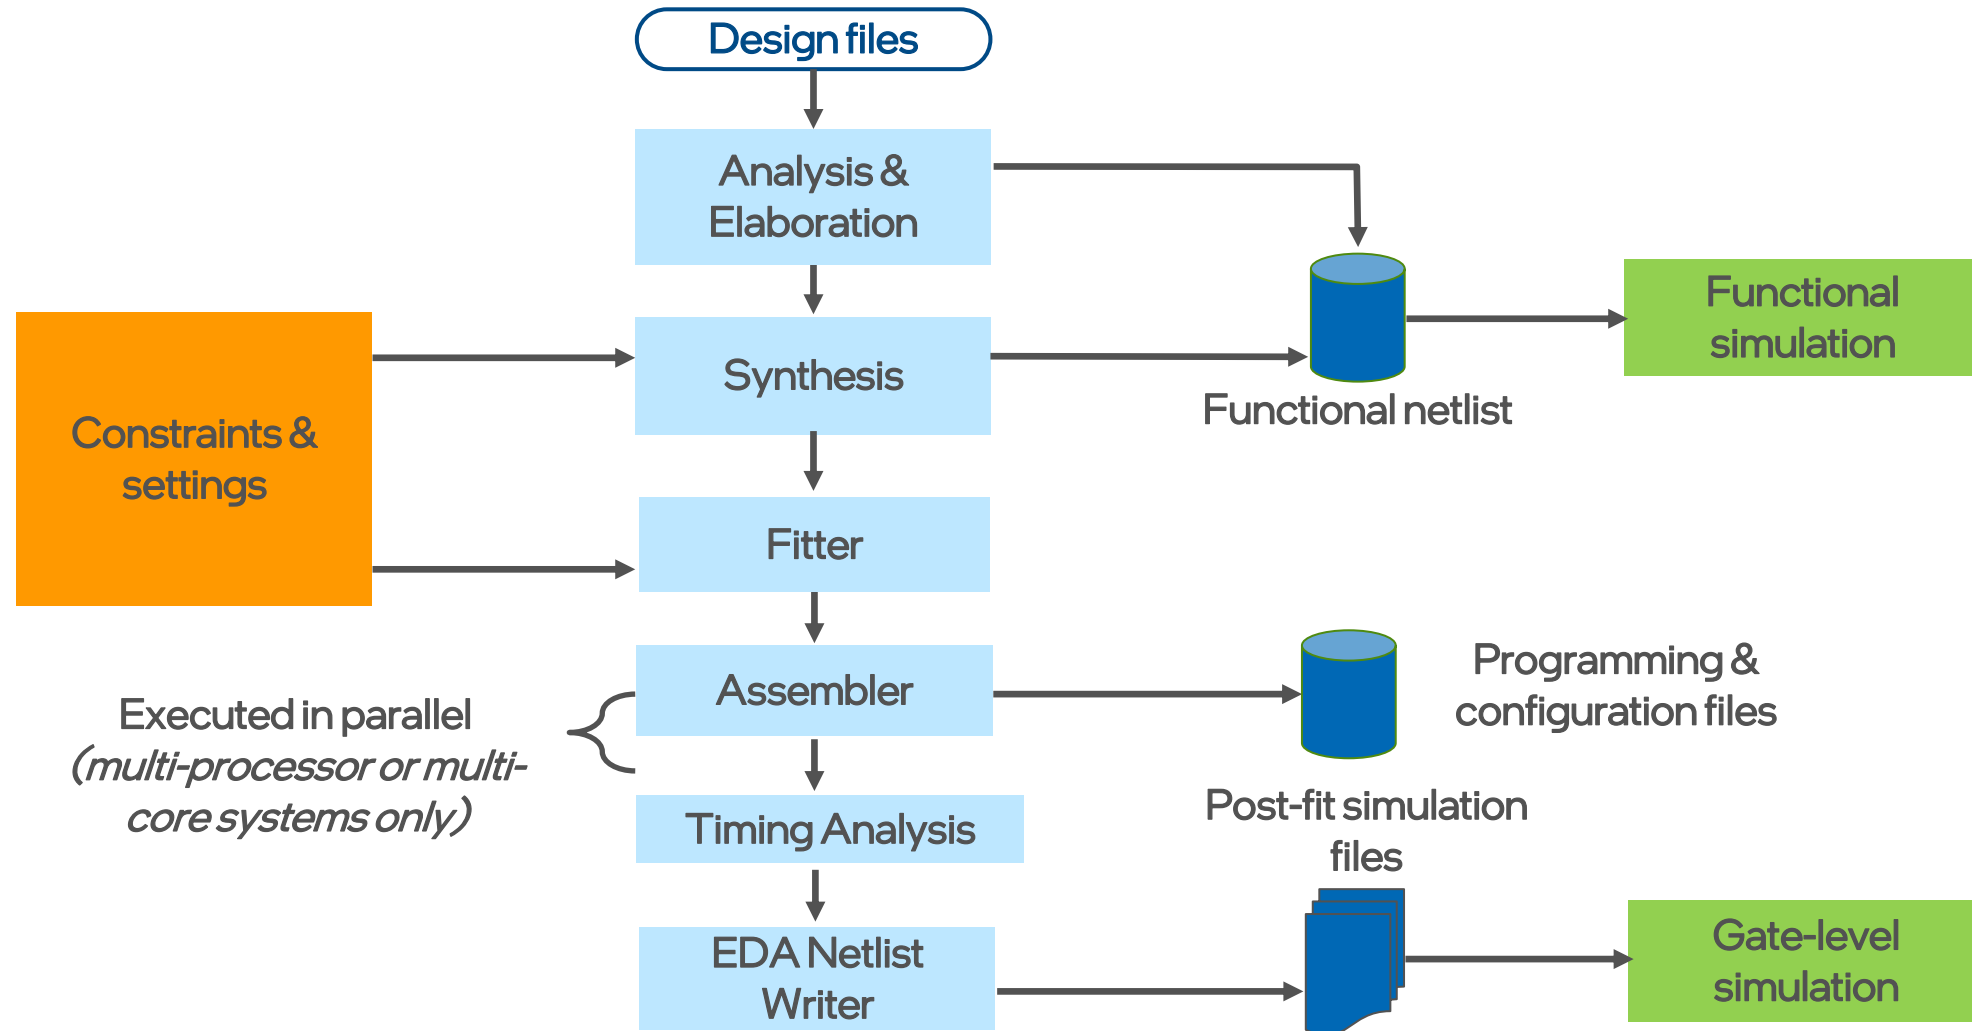 Design files
Analysis &
Elaboration
Functional
simulation
Synthesis
Functional netlist
Constraints &
settings
Fitter
Assembler
Programming &
configuration files
Executed in parallel
(multi-processor or multi-
core systems only)
Timing Analysis
Post-fit simulation
files
EDA Netlist
Writer
Gate-level
simulation